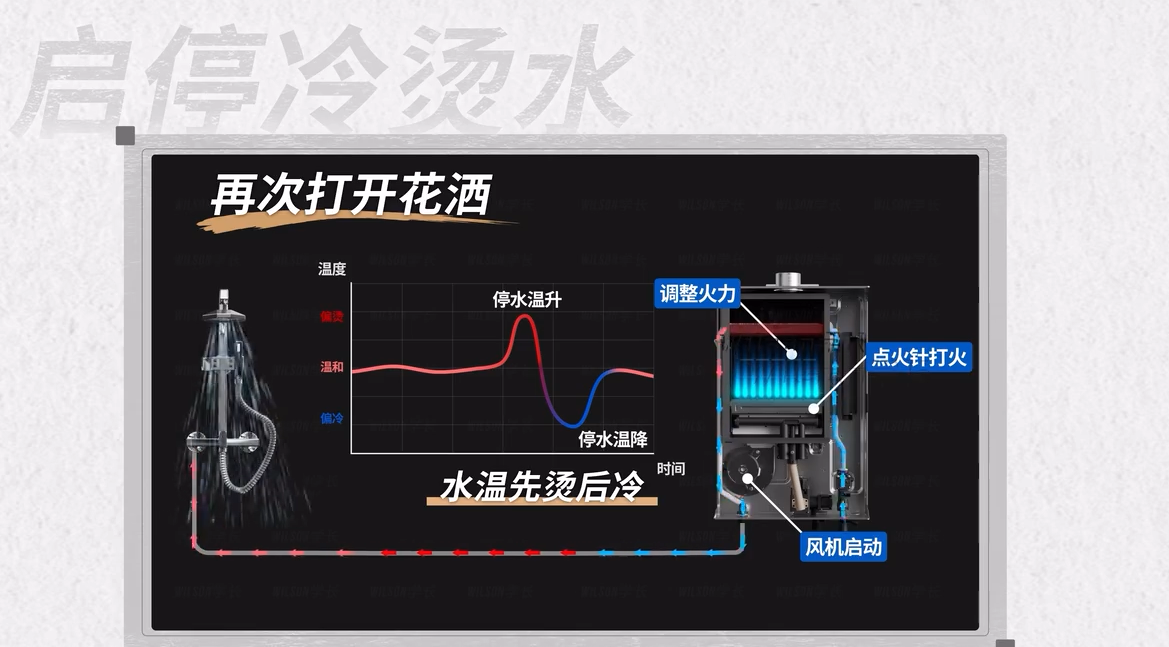 启停冷烫水
再次打开花洒
温度
偏烫
温和
偏冷
停水温升
停水温降
时间
水温先烫后冷
调整火力
点火针打火
风机启动